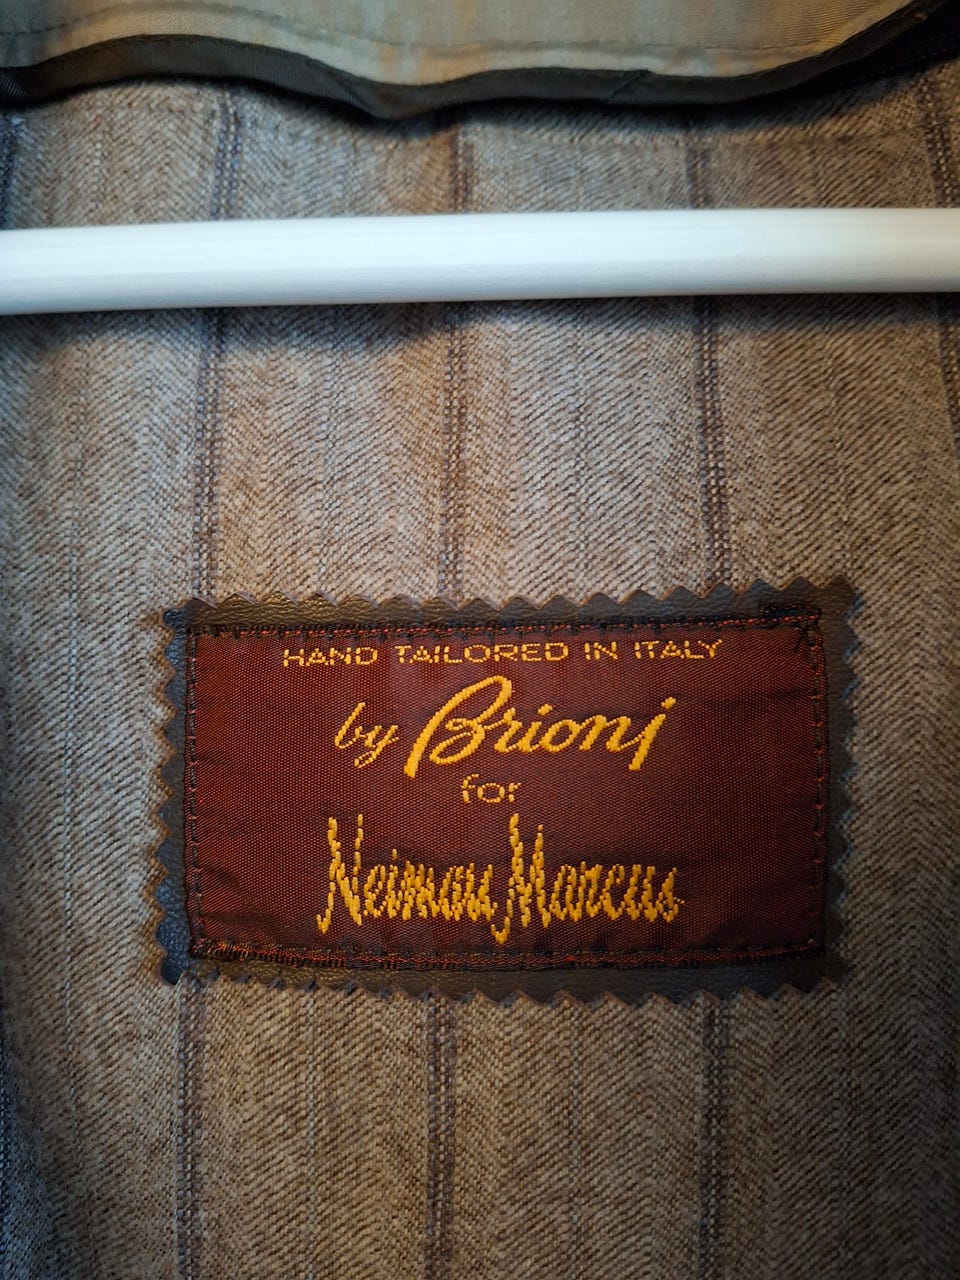 HAND TAILORED IN ITALY
by Brioni
for
Neiman Marcus